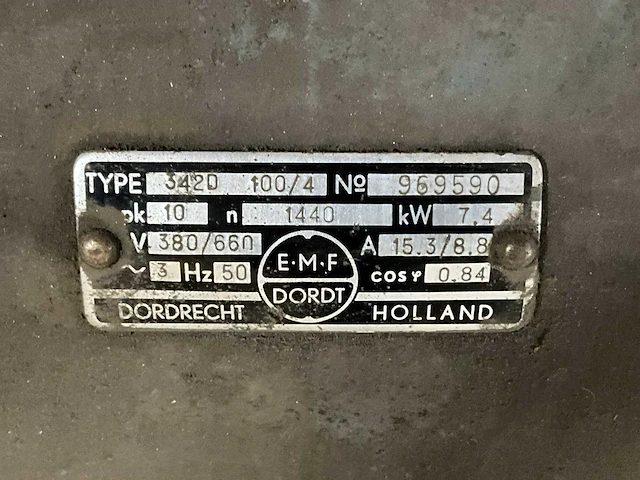 TYPE 342D 100/4 № 969590
pk 10 n 1440 kW 7.4
V 380/660 A 15.3/8.8
~ 3 Hz 50 cos φ 0.84
E·M·F
DORDT
DORDRECHT HOLLAND